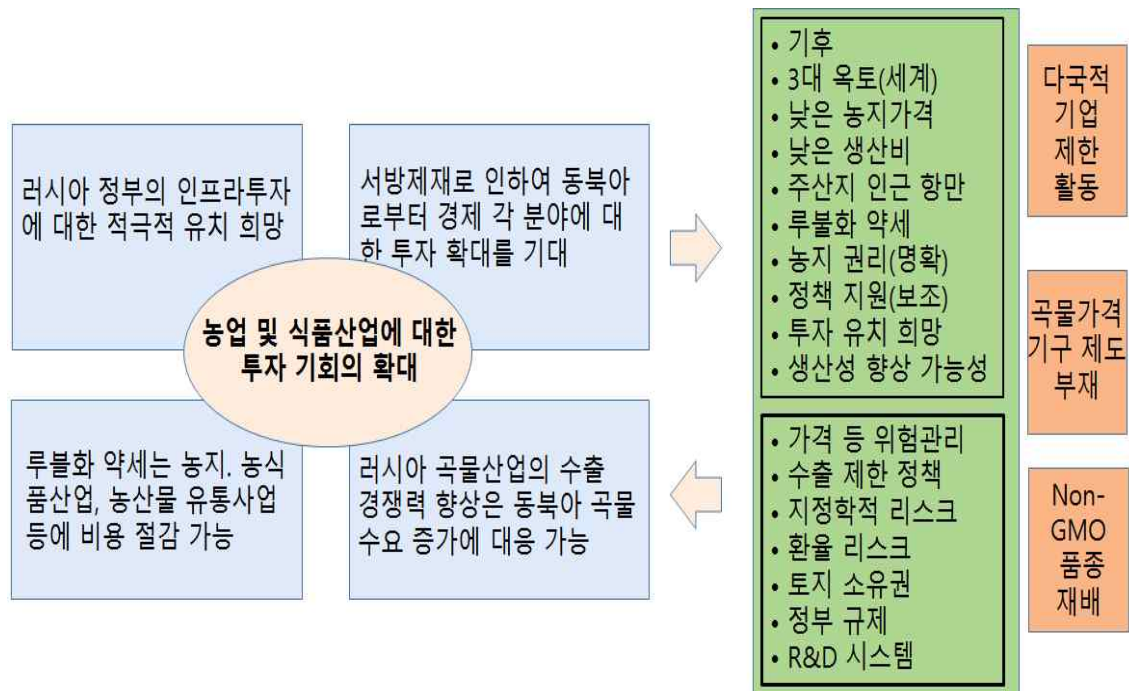 러시아 정부의 인프라투자
에 대한 적극적 유치 희망
서방제재로 인하여 동북아
로부터 경제 각 분야에 대
한 투자 확대를 기대
농업 및 식품산업에 대한
투자 기회의 확대
루블화 약세는 농지. 농식
품산업, 농산물 유통사업
등에 비용 절감 가능
러시아 곡물산업의 수출
경쟁력 향상은 동북아 곡물
수요 증가에 대응 가능
• 기후
• 3대 옥토(세계)
• 낮은 농지가격
• 낮은 생산비
• 주산지 인근 항만
• 루불화 약세
• 농지 권리(명확)
• 정책 지원(보조)
• 투자 유치 희망
• 생산성 향상 가능성
• 가격 등 위험관리
• 수출 제한 정책
• 지정학적 리스크
• 환율 리스크
• 토지 소유권
• 정부 규제
• R&D 시스템
다국적
기업
제한
활동
곡물가격
기구 제도
부재
Non-
GMO
품종
재배